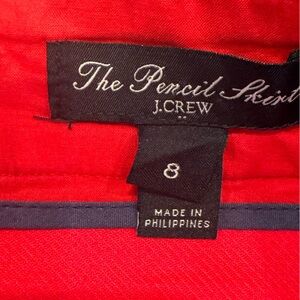 The Pencil Skirt
J.CREW
8
MADE IN
PHILIPPINES